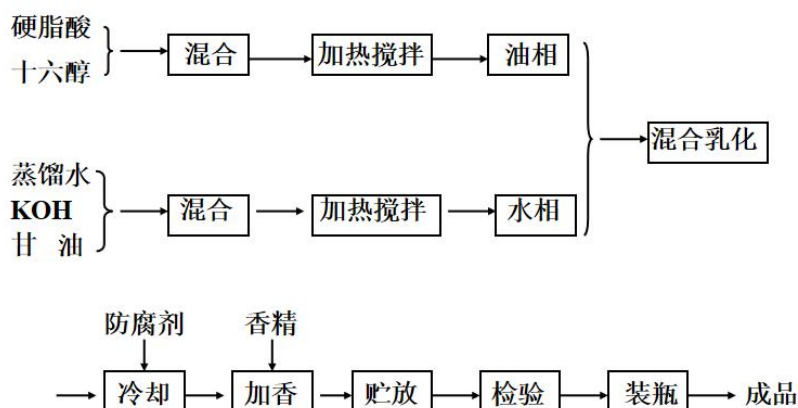 硬脂酸
十六醇
混合
加热搅拌
油相
混合乳化
蒸馏水
KOH
甘 油
混合
加热搅拌
水相
防腐剂
香精
冷却
加香
贮放
检验
装瓶
成品